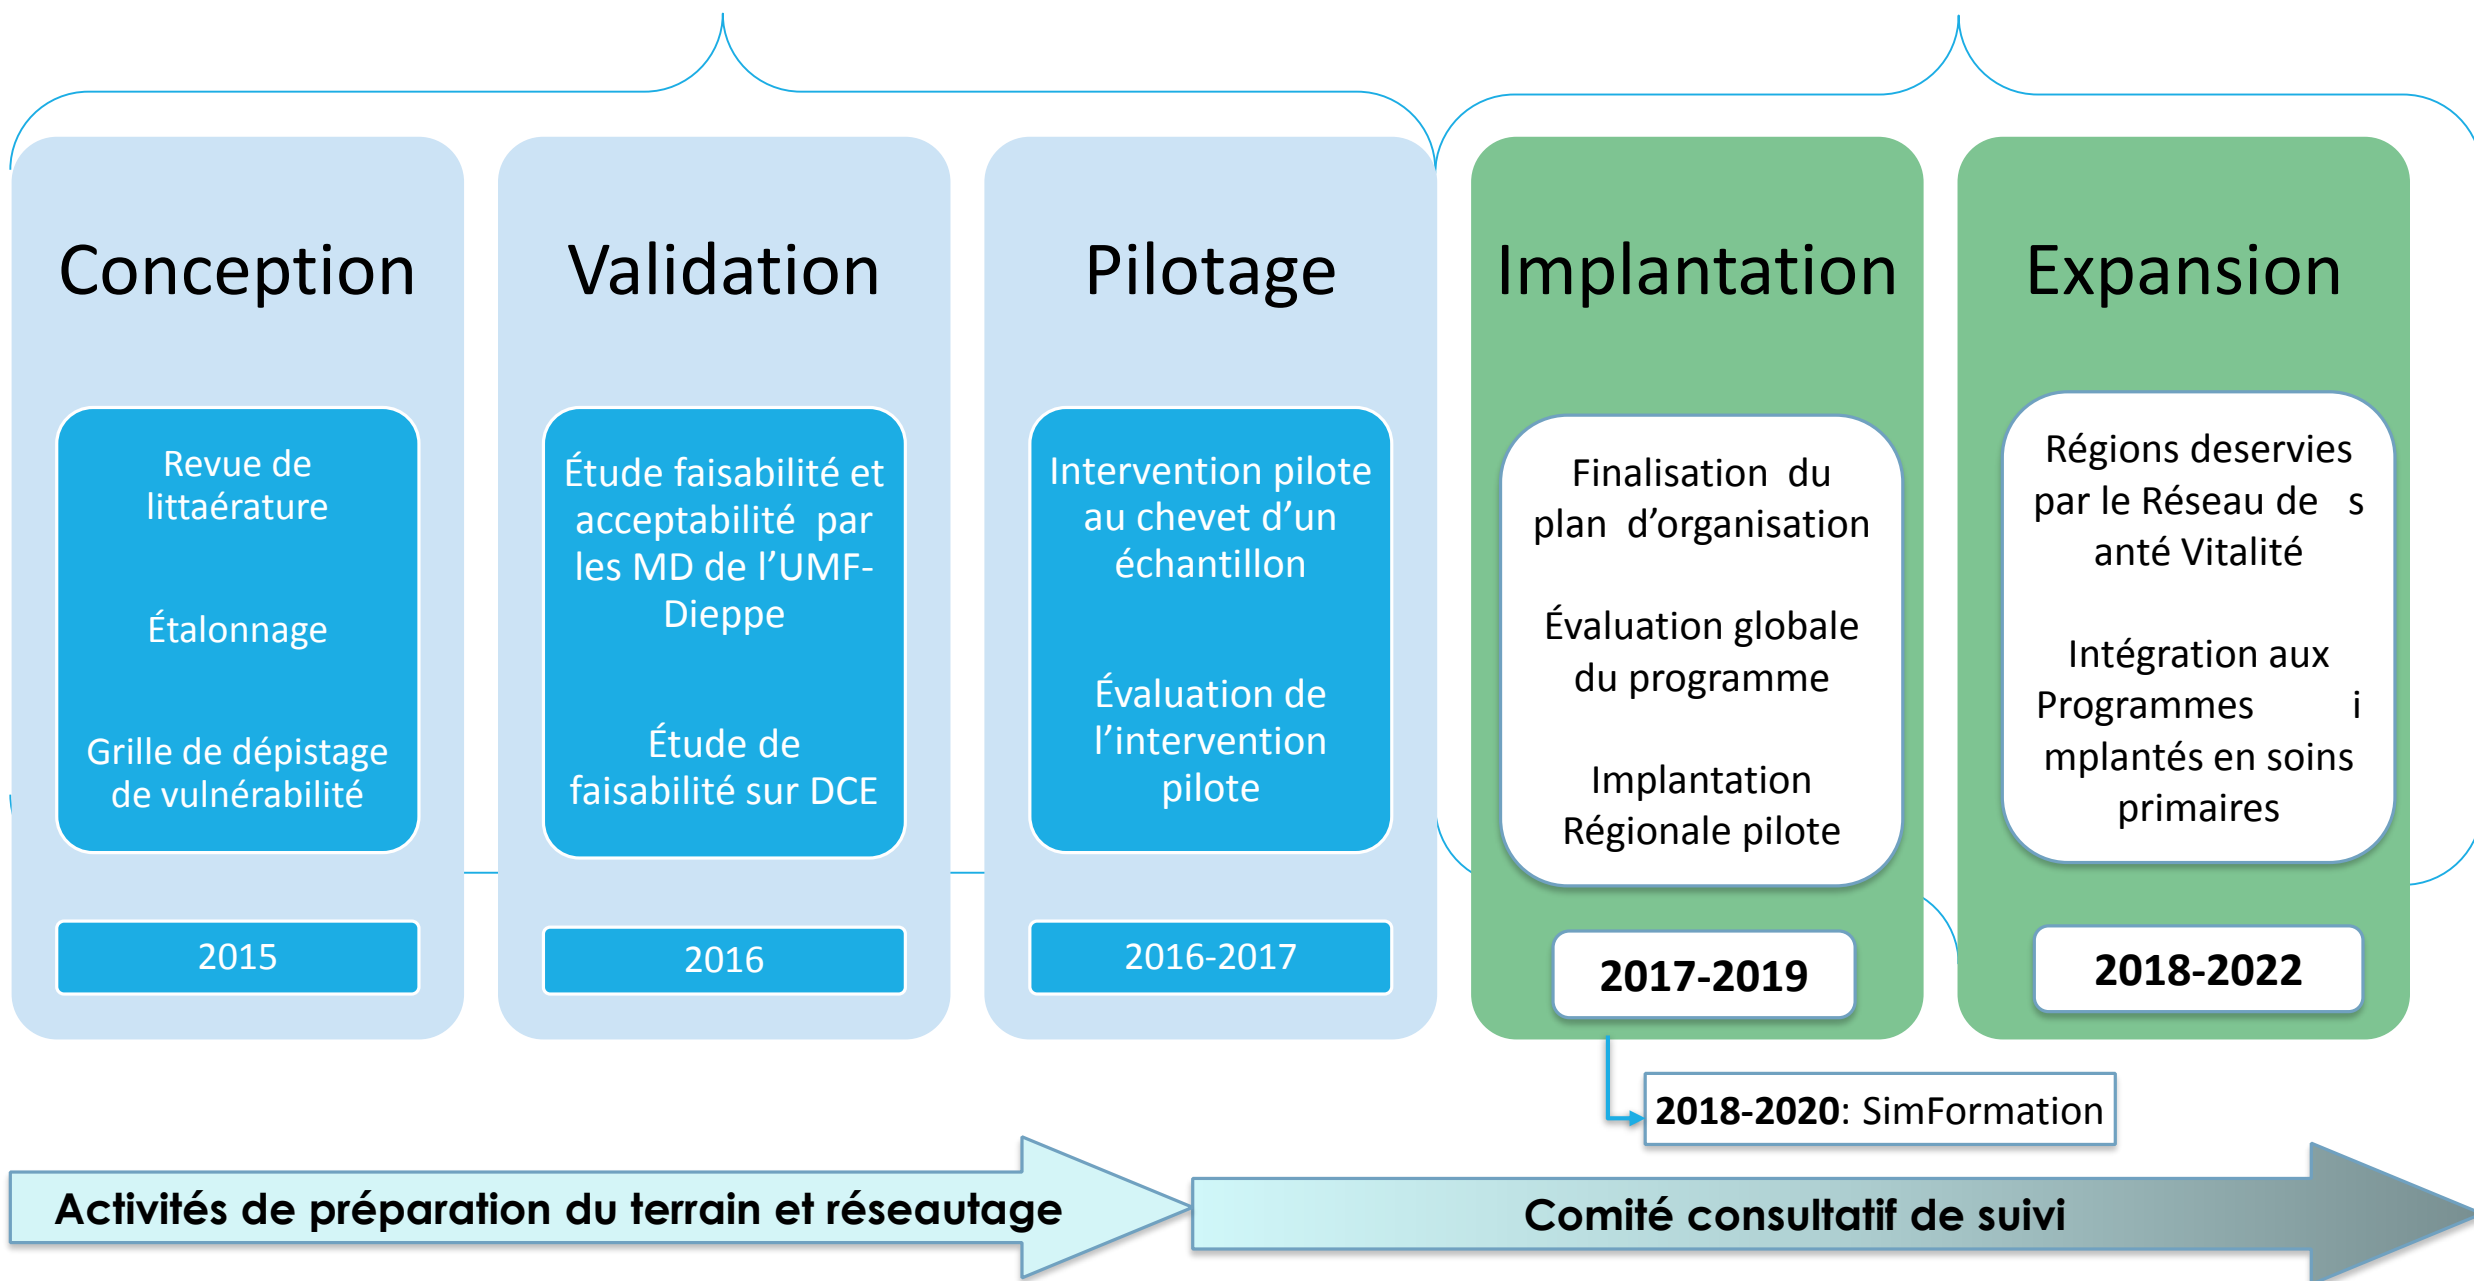 Conception
Revue de
littaérature
Étalonnage
Grille de dépistage
de vulnérabilité
2015
Validation
Étude faisabilité et
acceptabilité par
les MD de l’UMF-
Dieppe
Étude de
faisabilité sur DCE
2016
Pilotage
Intervention pilote
au chevet d’un
échantillon
Évaluation de
l’intervention
pilote
2016-2017
Implantation
Finalisation du
plan d’organisation
Évaluation globale
du programme
Implantation
Régionale pilote
2017-2019
Expansion
Régions deservies
par le Réseau de s
anté Vitalité
Intégration aux
Programmes i
mplantés en soins
primaires
2018-2022
2018-2020: SimFormation
Activités de préparation du terrain et réseautage
Comité consultatif de suivi